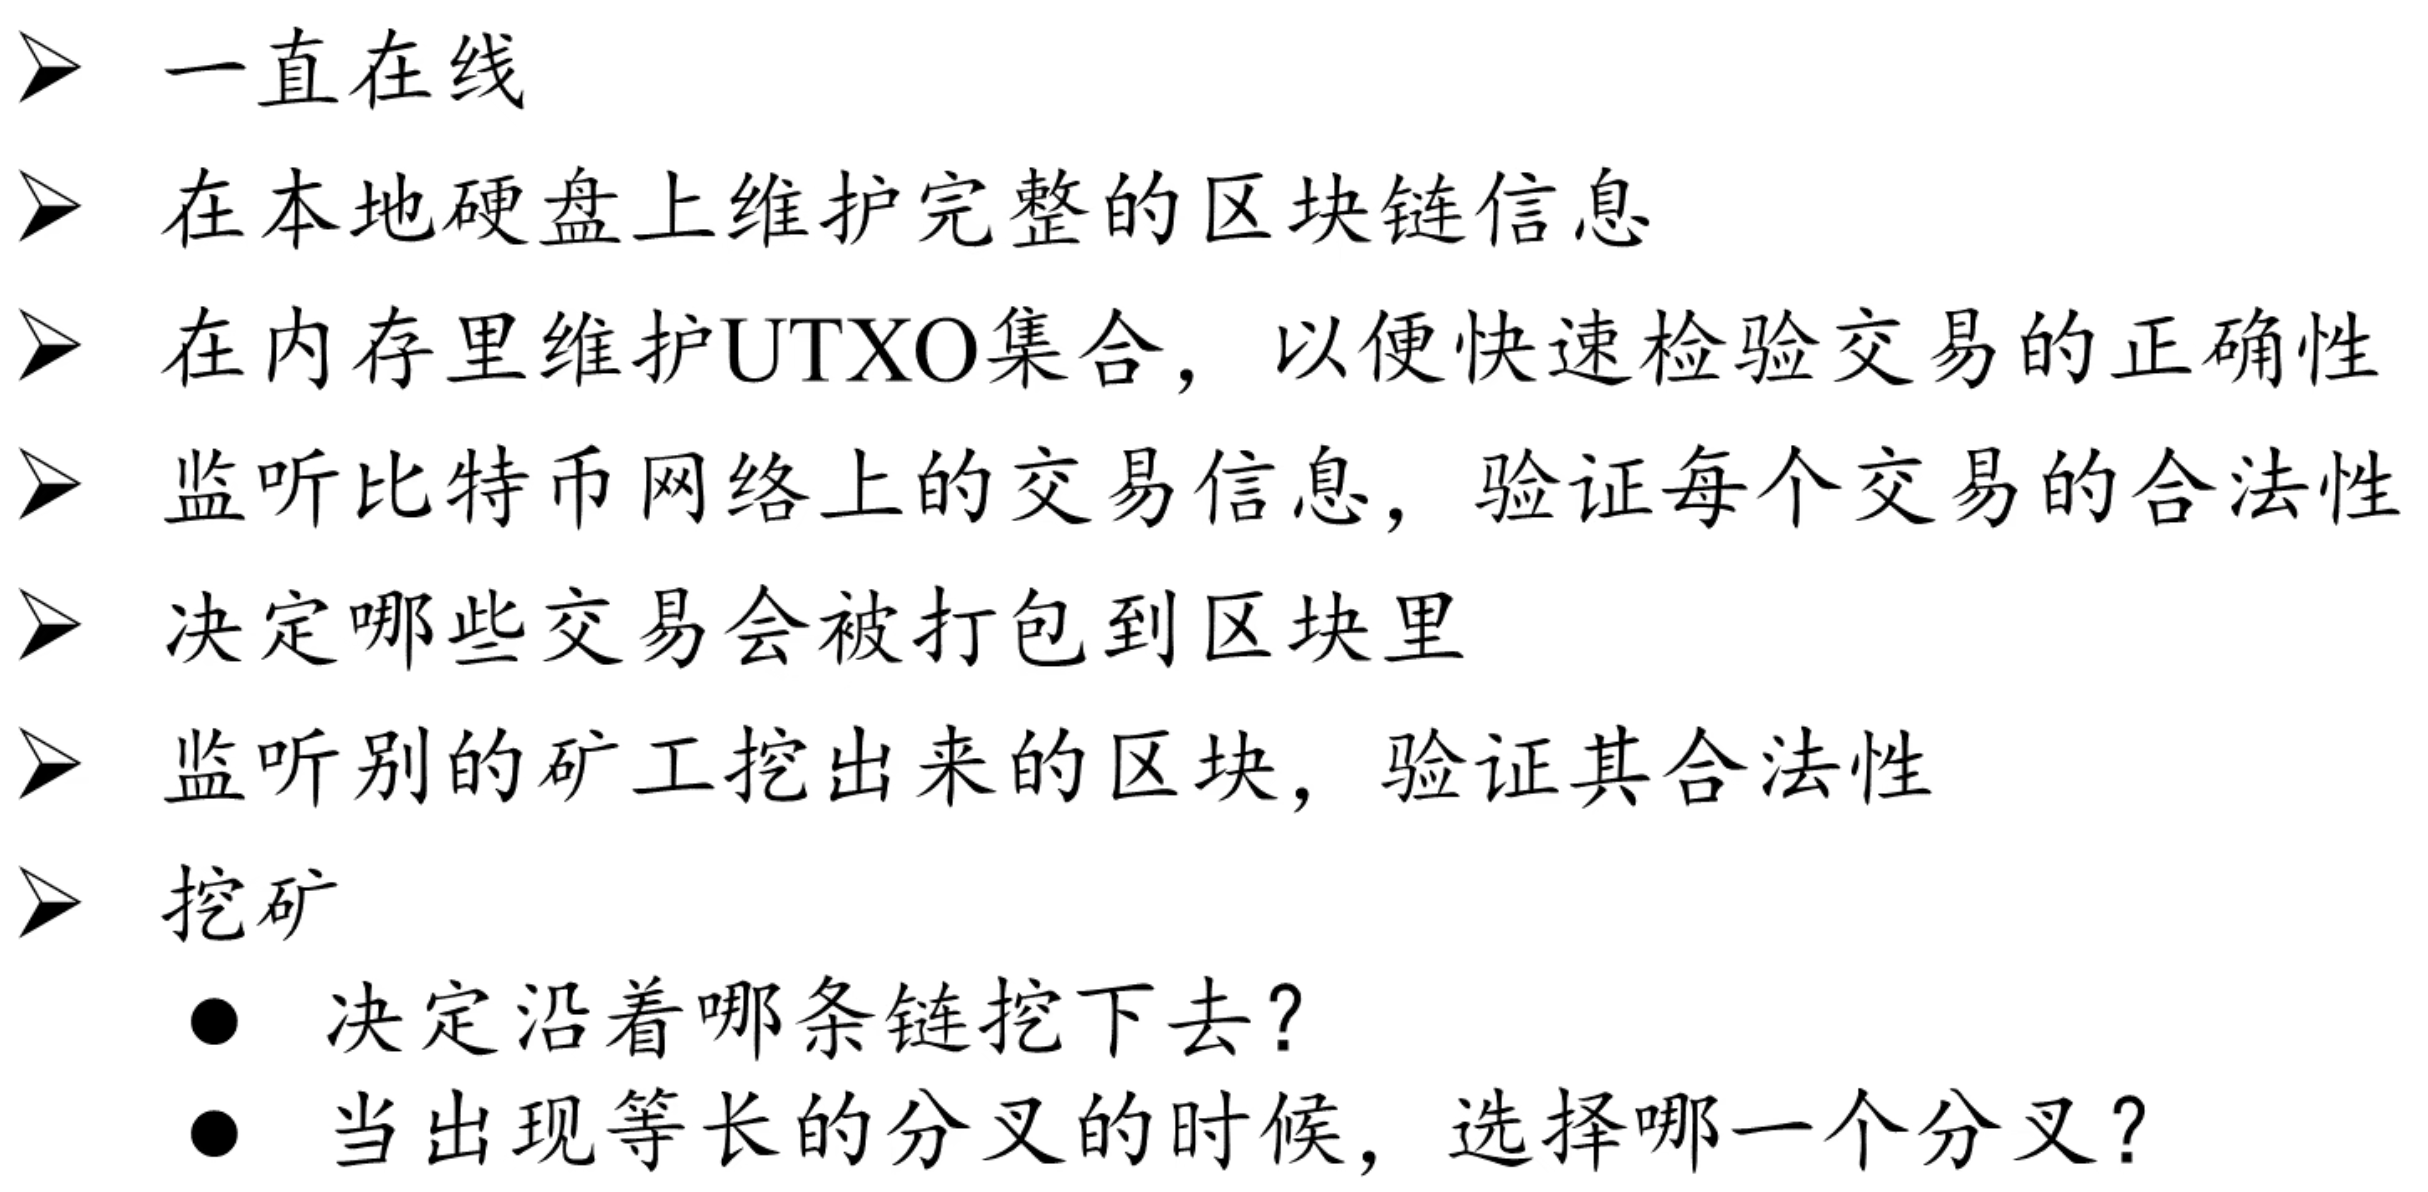 ➢ 一直在线
➢ 在本地硬盘上维护完整的区块链信息
➢ 在内存里维护UTXO集合，以便快速检验交易的正确性
➢ 监听比特币网络上的交易信息，验证每个交易的合法性
➢ 决定哪些交易会被打包到区块里
➢ 监听别的矿工挖出来的区块，验证其合法性
➢ 挖矿
● 决定沿着哪条链挖下去？
● 当出现等长的分叉的时候，选择哪一个分叉？